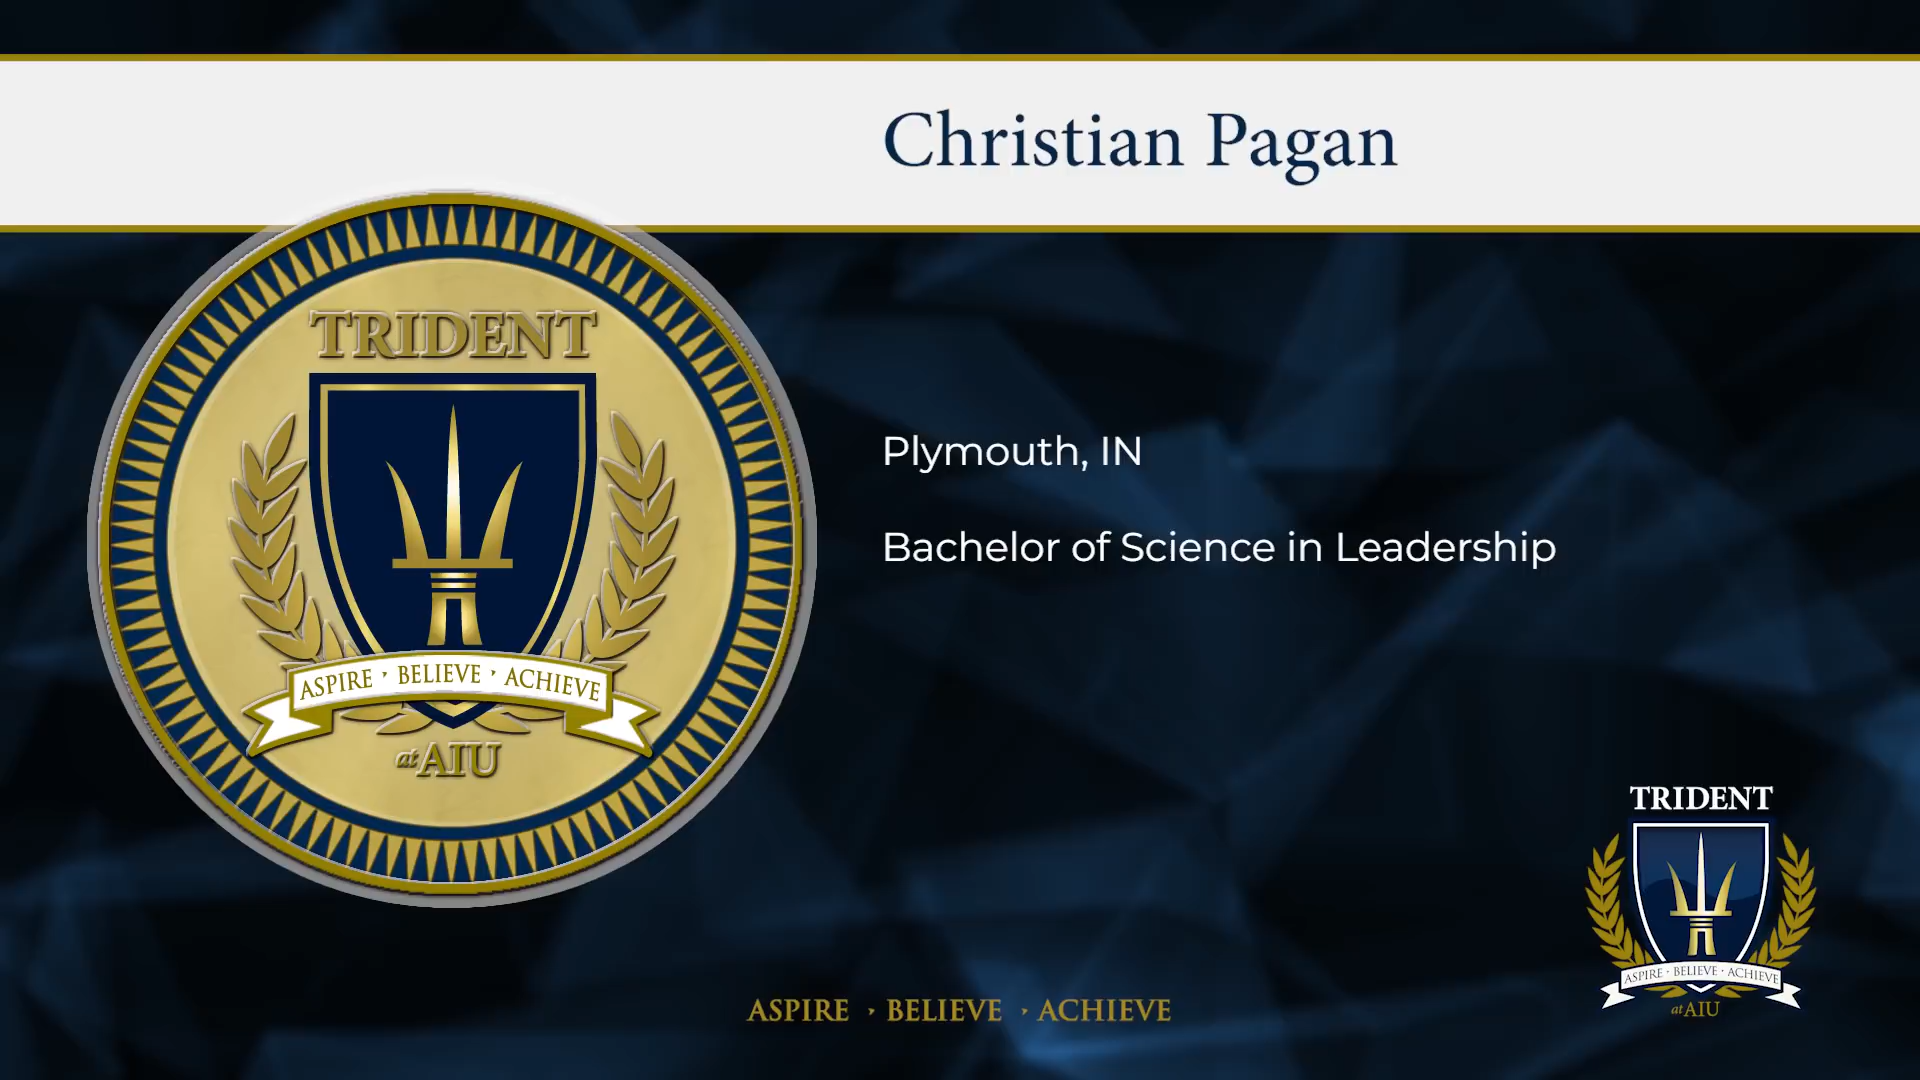 Christian Pagan
TRIDENT
ASPIRE · BELIEVE · ACHIEVE
at AIU
Plymouth, IN
Bachelor of Science in Leadership
TRIDENT
ASPIRE · BELIEVE · ACHIEVE
at AIU
ASPIRE · BELIEVE · ACHIEVE